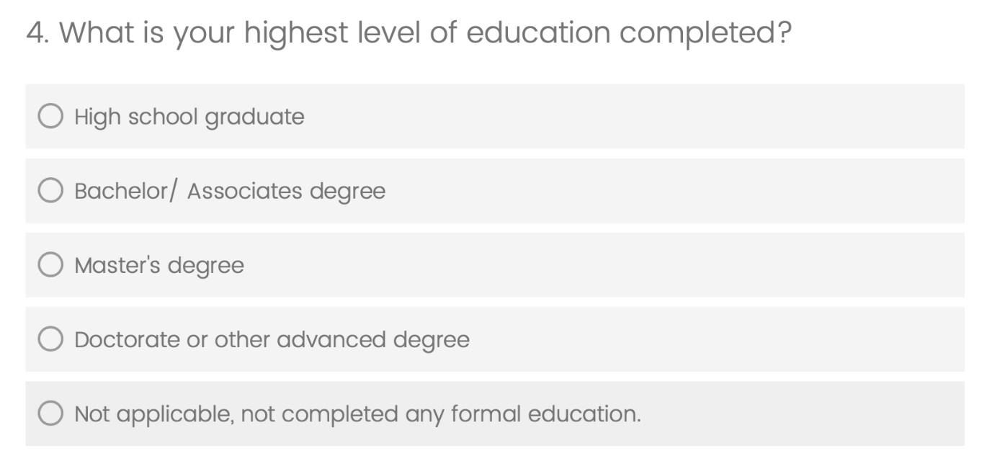 4. What is your highest level of education completed?
High school graduate
Bachelor/ Associates degree
Master's degree
Doctorate or other advanced degree
Not applicable, not completed any formal education.